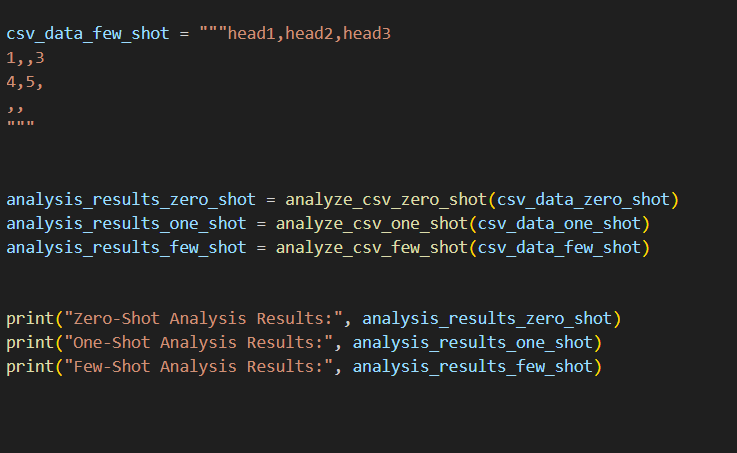 csv_data_few_shot = """head1,head2,head3
1,,3
4,5,
,,
"""
analysis_results_zero_shot = analyze_csv_zero_shot(csv_data_zero_shot)
analysis_results_one_shot = analyze_csv_one_shot(csv_data_one_shot)
analysis_results_few_shot = analyze_csv_few_shot(csv_data_few_shot)
print("Zero-Shot Analysis Results:", analysis_results_zero_shot)
print("One-Shot Analysis Results:", analysis_results_one_shot)
print("Few-Shot Analysis Results:", analysis_results_few_shot)